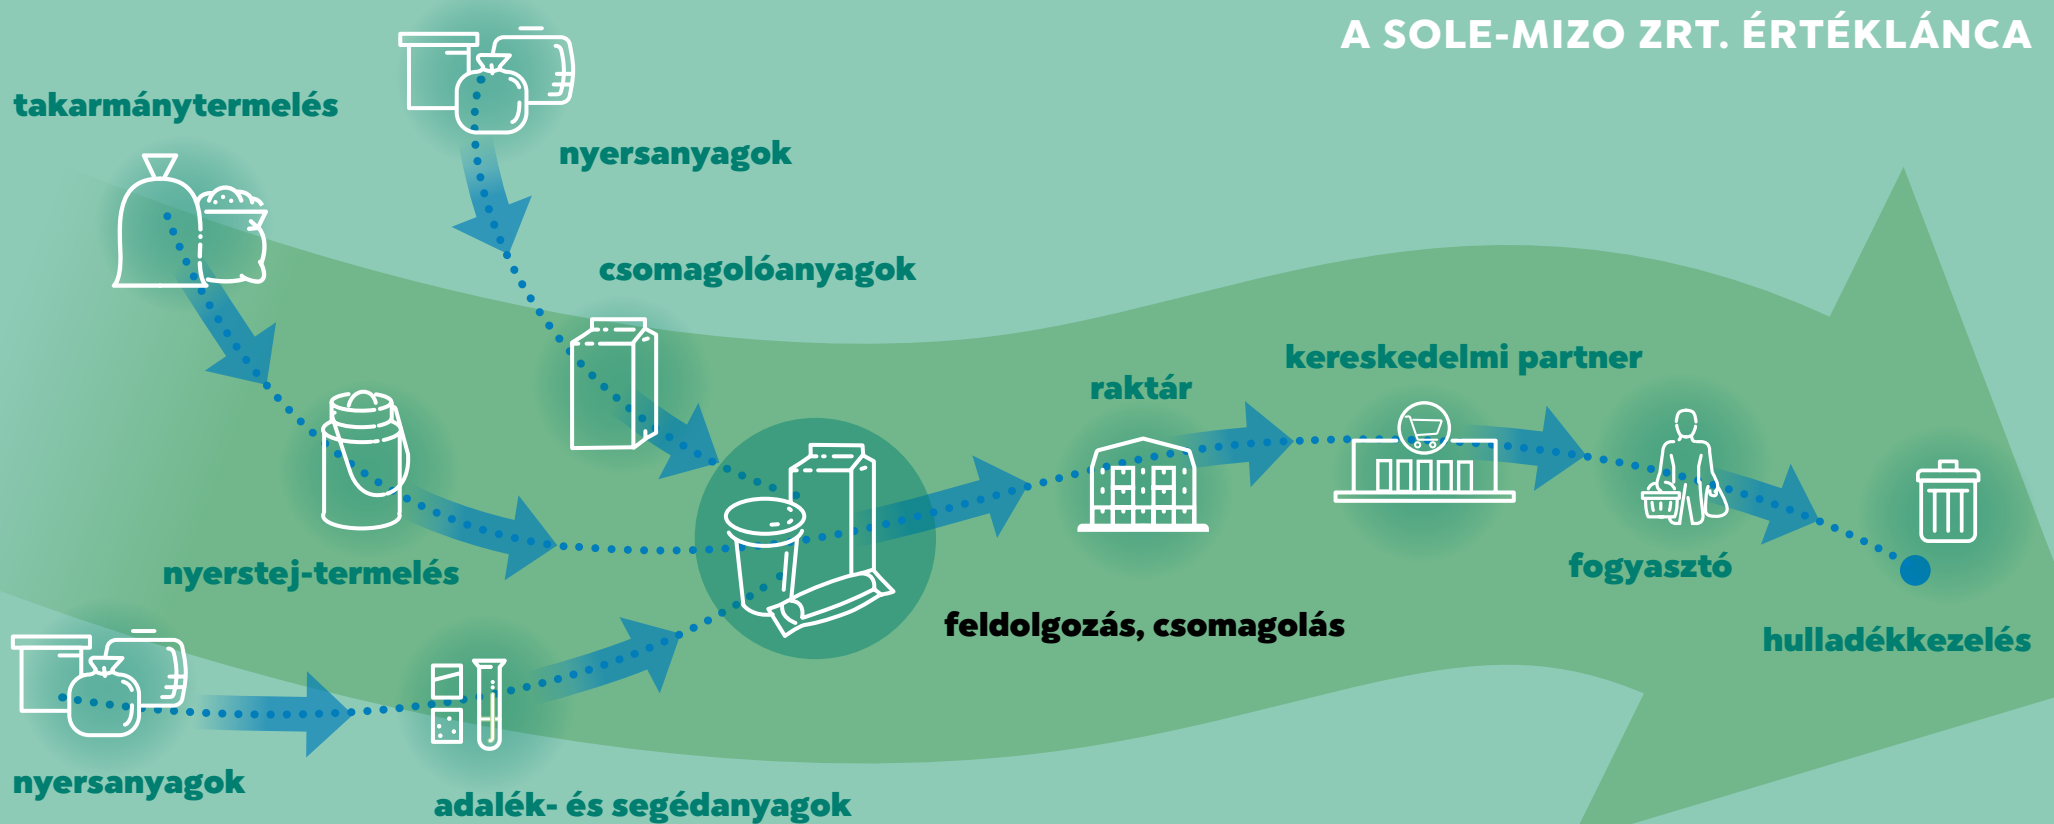 A SOLE-MIZO ZRT. ÉRTÉKLÁNCA
takarmánytermelés
nyersanyagok
csomagolóanyagok
kereskedelmi partner
raktár
nyerstej-termelés
fogyasztó
feldolgozás, csomagolás
hulladékkezelés
nyersanyagok
adalék- és segédanyagok